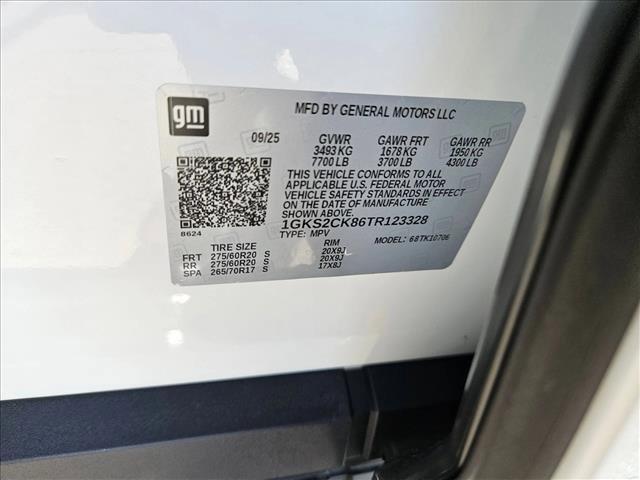 gm
MFD BY GENERAL MOTORS LLC
09/25 GVWR GAWR FRT GAWR RR
3493 KG 1678 KG 1950 KG
7700 LB 3700 LB 4300 LB
THIS VEHICLE CONFORMS TO ALL
APPLICABLE U.S. FEDERAL MOTOR
VEHICLE SAFETY STANDARDS IN EFFECT
ON THE DATE OF MANUFACTURE
SHOWN ABOVE.
1GKS2CK86TR123328
8624 TYPE: MPV MODEL: 68TK10706
TIRE SIZE RIM
FRT 275/60R20 S 20X9J
RR 275/60R20 S 20X9J
SPA 265/70R17 S 17X8J